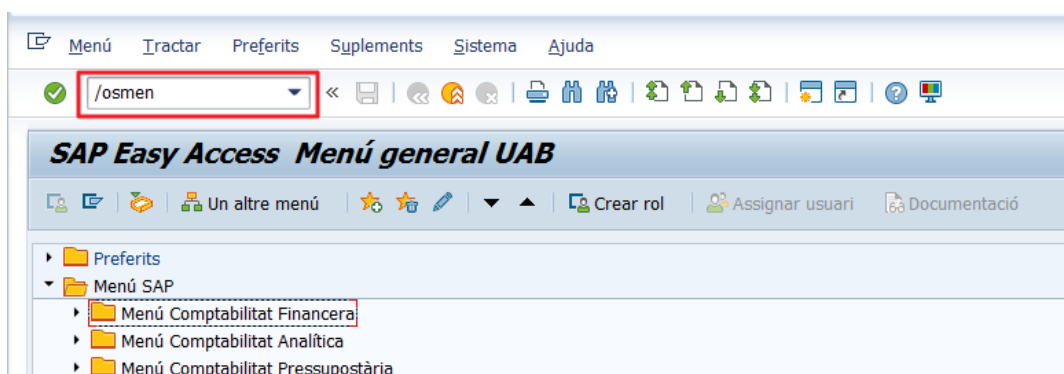 Menú Tractar Preferits Suplements Sistema Ajuda
/osmen
SAP Easy Access Menú general UAB
Un altre menú Crear rol Assignar usuari Documentació
Preferits
Menú SAP
Menú Comptabilitat Financera
Menú Comptabilitat Analítica
Menú Comptabilitat Pressupostària